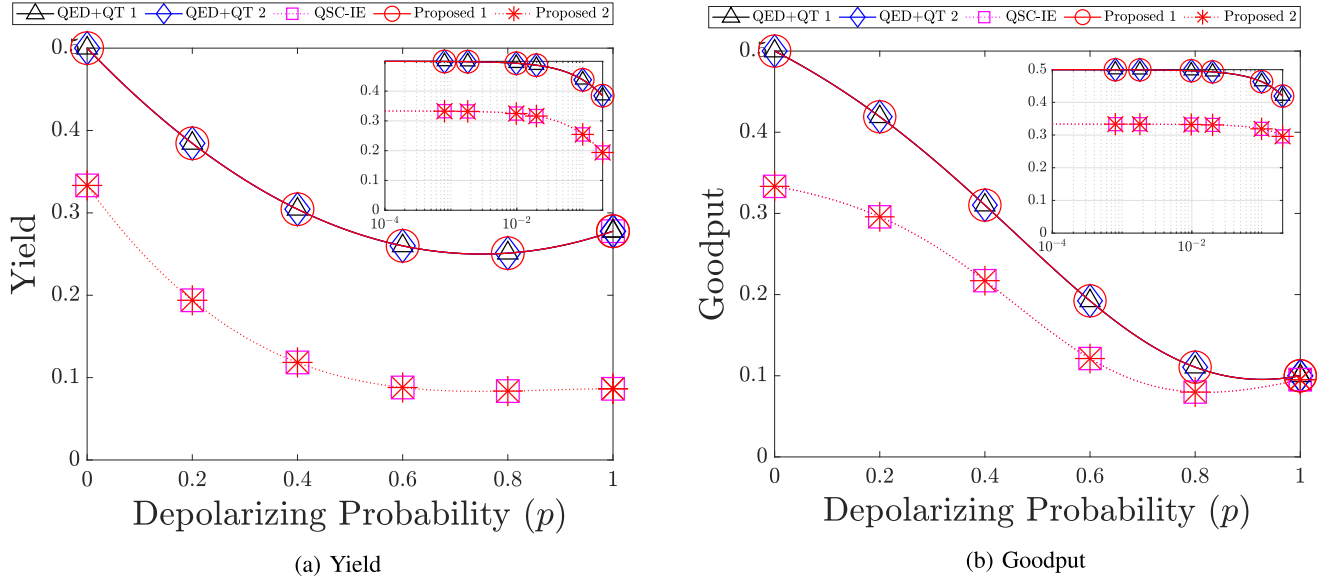 QED+QT 1 QED+QT 2 QSC-IE Proposed 1 Proposed 2
0.4
0.3
0.2
0.1
0
0 0.2 0.4 0.6 0.8 1
Yield
Depolarizing Probability (p)
0.4
0.3
0.2
0.1
0
10⁻⁴ 10⁻²
(a) Yield
QED+QT 1 QED+QT 2 QSC-IE Proposed 1 Proposed 2
0.4
0.3
0.2
0.1
0
0 0.2 0.4 0.6 0.8 1
Goodput
Depolarizing Probability (p)
0.5
0.4
0.3
0.2
0.1
0
10⁻⁴ 10⁻²
(b) Goodput